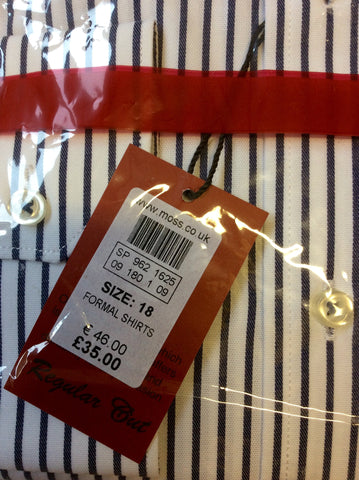 www.moss.co.uk
SP 962 1625
09 180 1 09
SIZE: 18
FORMAL SHIRTS
€ 46.00
£35.00
Regular Cut